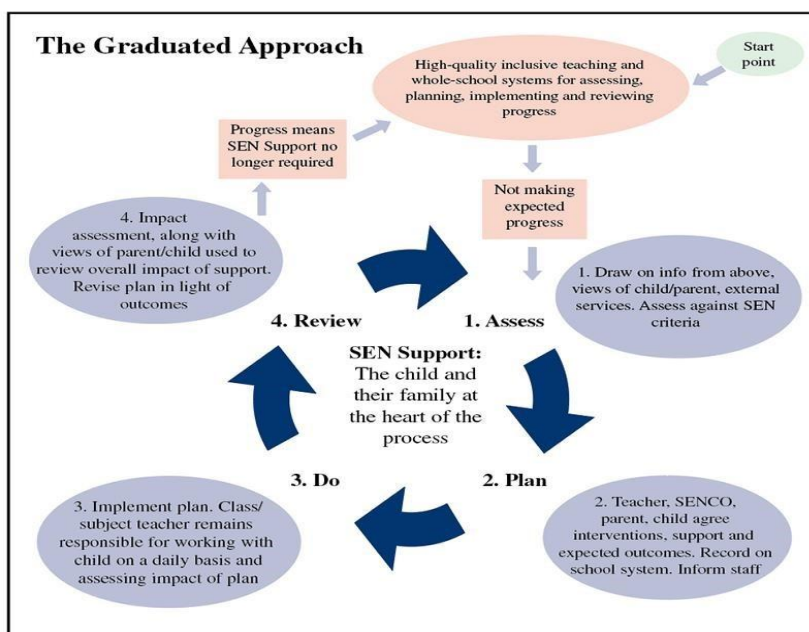 The Graduated Approach
Start
point
High-quality inclusive teaching and
whole-school systems for assessing,
planning, implementing and reviewing
progress
Progress means
SEN Support no
longer required
Not making
expected
progress
4. Impact
assessment, along with
views of parent/child used to
review overall impact of support.
Revise plan in light of
outcomes
1. Draw on info from above,
views of child/parent, external
services. Assess against SEN
criteria
4. Review
1. Assess
SEN Support:
The child and
their family at
the heart of the
process
3. Do
2. Plan
3. Implement plan. Class/
subject teacher remains
responsible for working with
child on a daily basis and
assessing impact of plan
2. Teacher, SENCO,
parent, child agree
interventions, support and
expected outcomes. Record on
school system. Inform staff